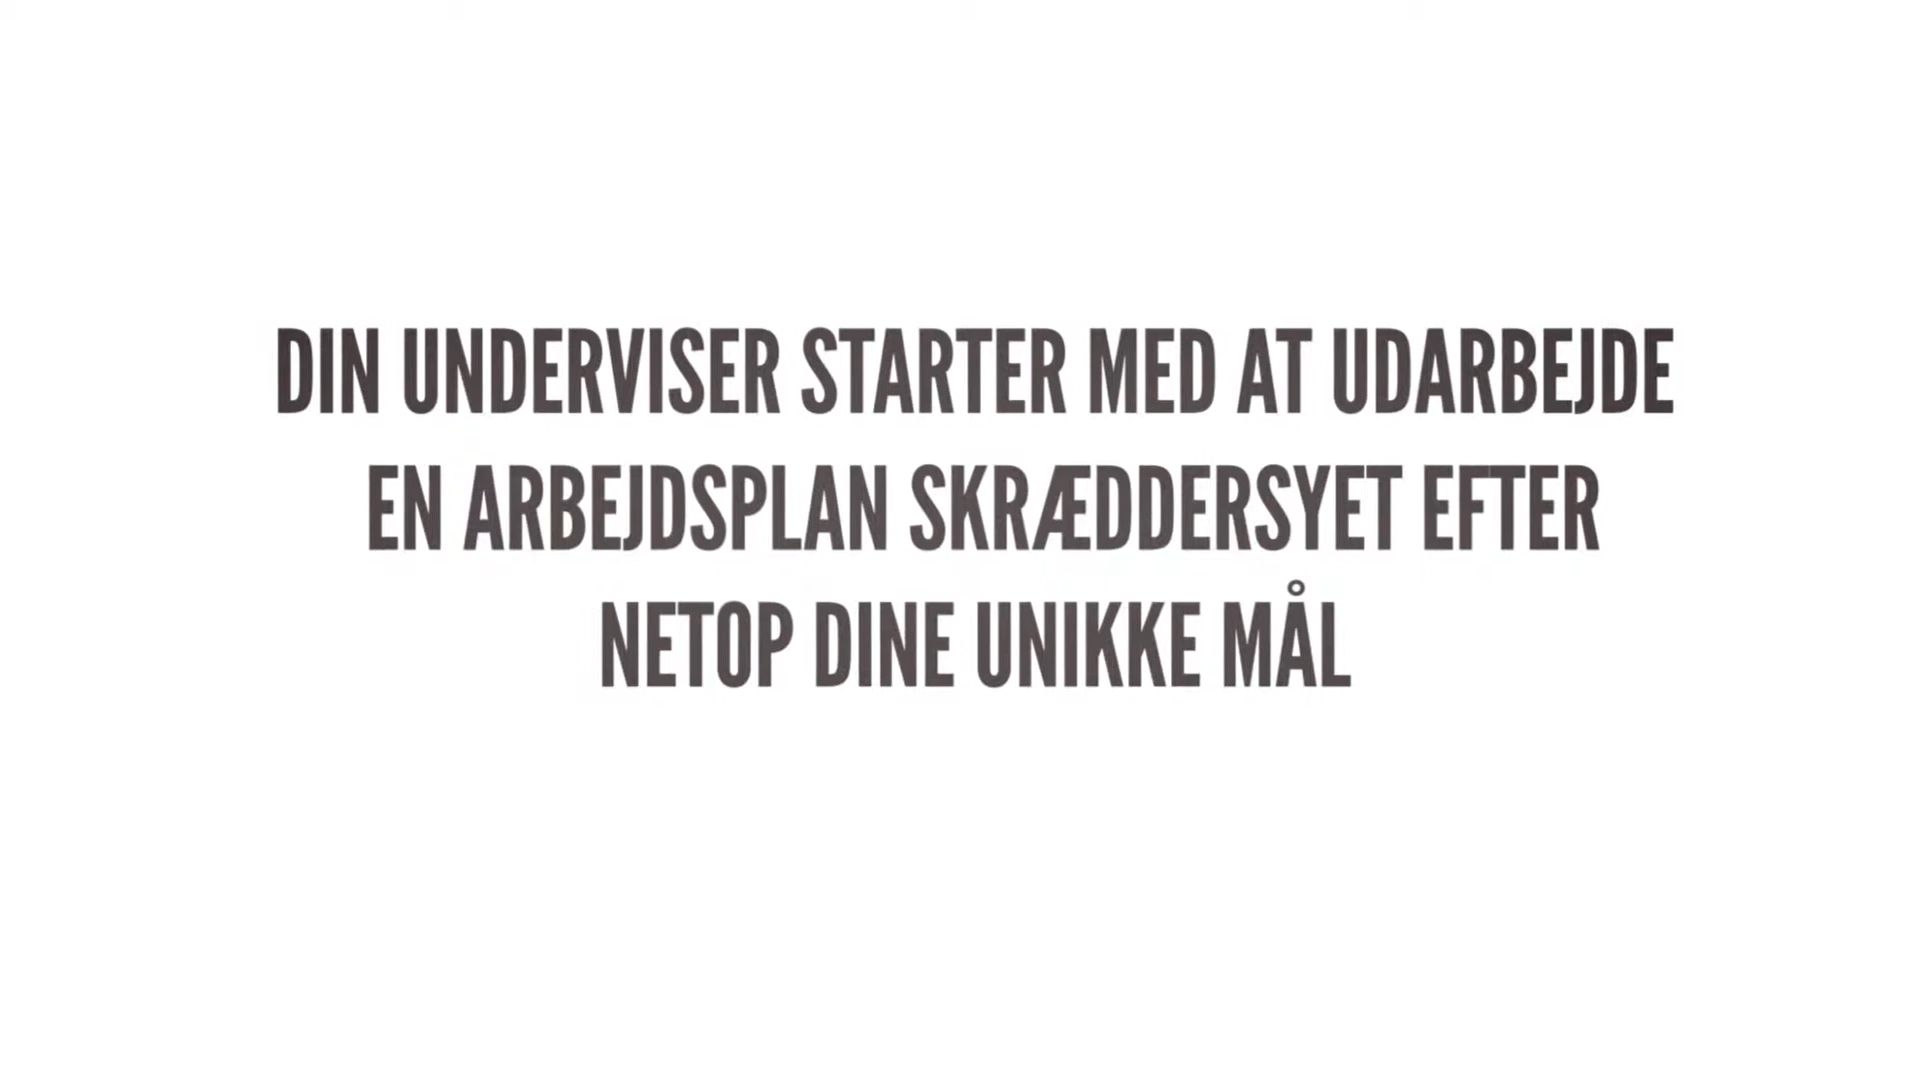 DIN UNDERVISER STARTER MED AT UDARBEJDE
EN ARBEJDSPLAN SKRÆDDERSYET EFTER
NETOP DINE UNIKKE MÅL